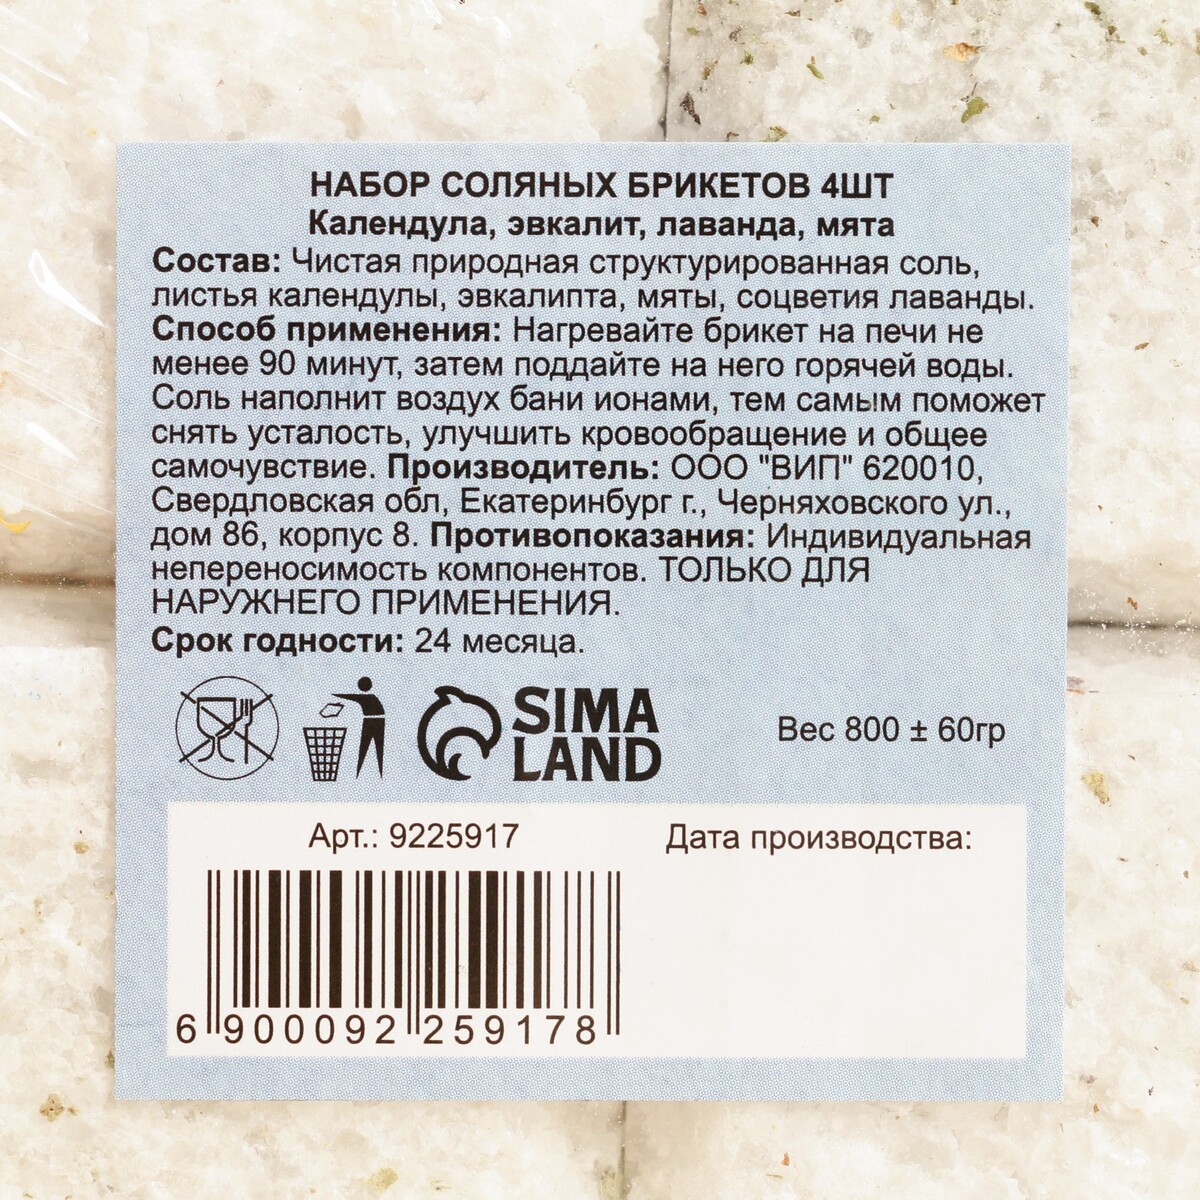 НАБОР СОЛЯНЫХ БРИКЕТОВ 4ШТ
Календула, эвкалит, лаванда, мята
Состав: Чистая природная структурированная соль,
листья календулы, эвкалипта, мяты, соцветия лаванды.
Способ применения: Нагревайте брикет на печи не
менее 90 минут, затем поддайте на него горячей воды.
Соль наполнит воздух бани ионами, тем самым поможет
снять усталость, улучшить кровообращение и общее
самочувствие. Производитель: ООО "ВИП" 620010,
Свердловская обл, Екатеринбург г., Черняховского ул.,
дом 86, корпус 8. Противопоказания: Индивидуальная
непереносимость компонентов. ТОЛЬКО ДЛЯ
НАРУЖНЕГО ПРИМЕНЕНИЯ.
Срок годности: 24 месяца.
SIMA
LAND
Вес 800 ± 60гр
Арт.: 9225917
Дата производства:
6 900092 259178